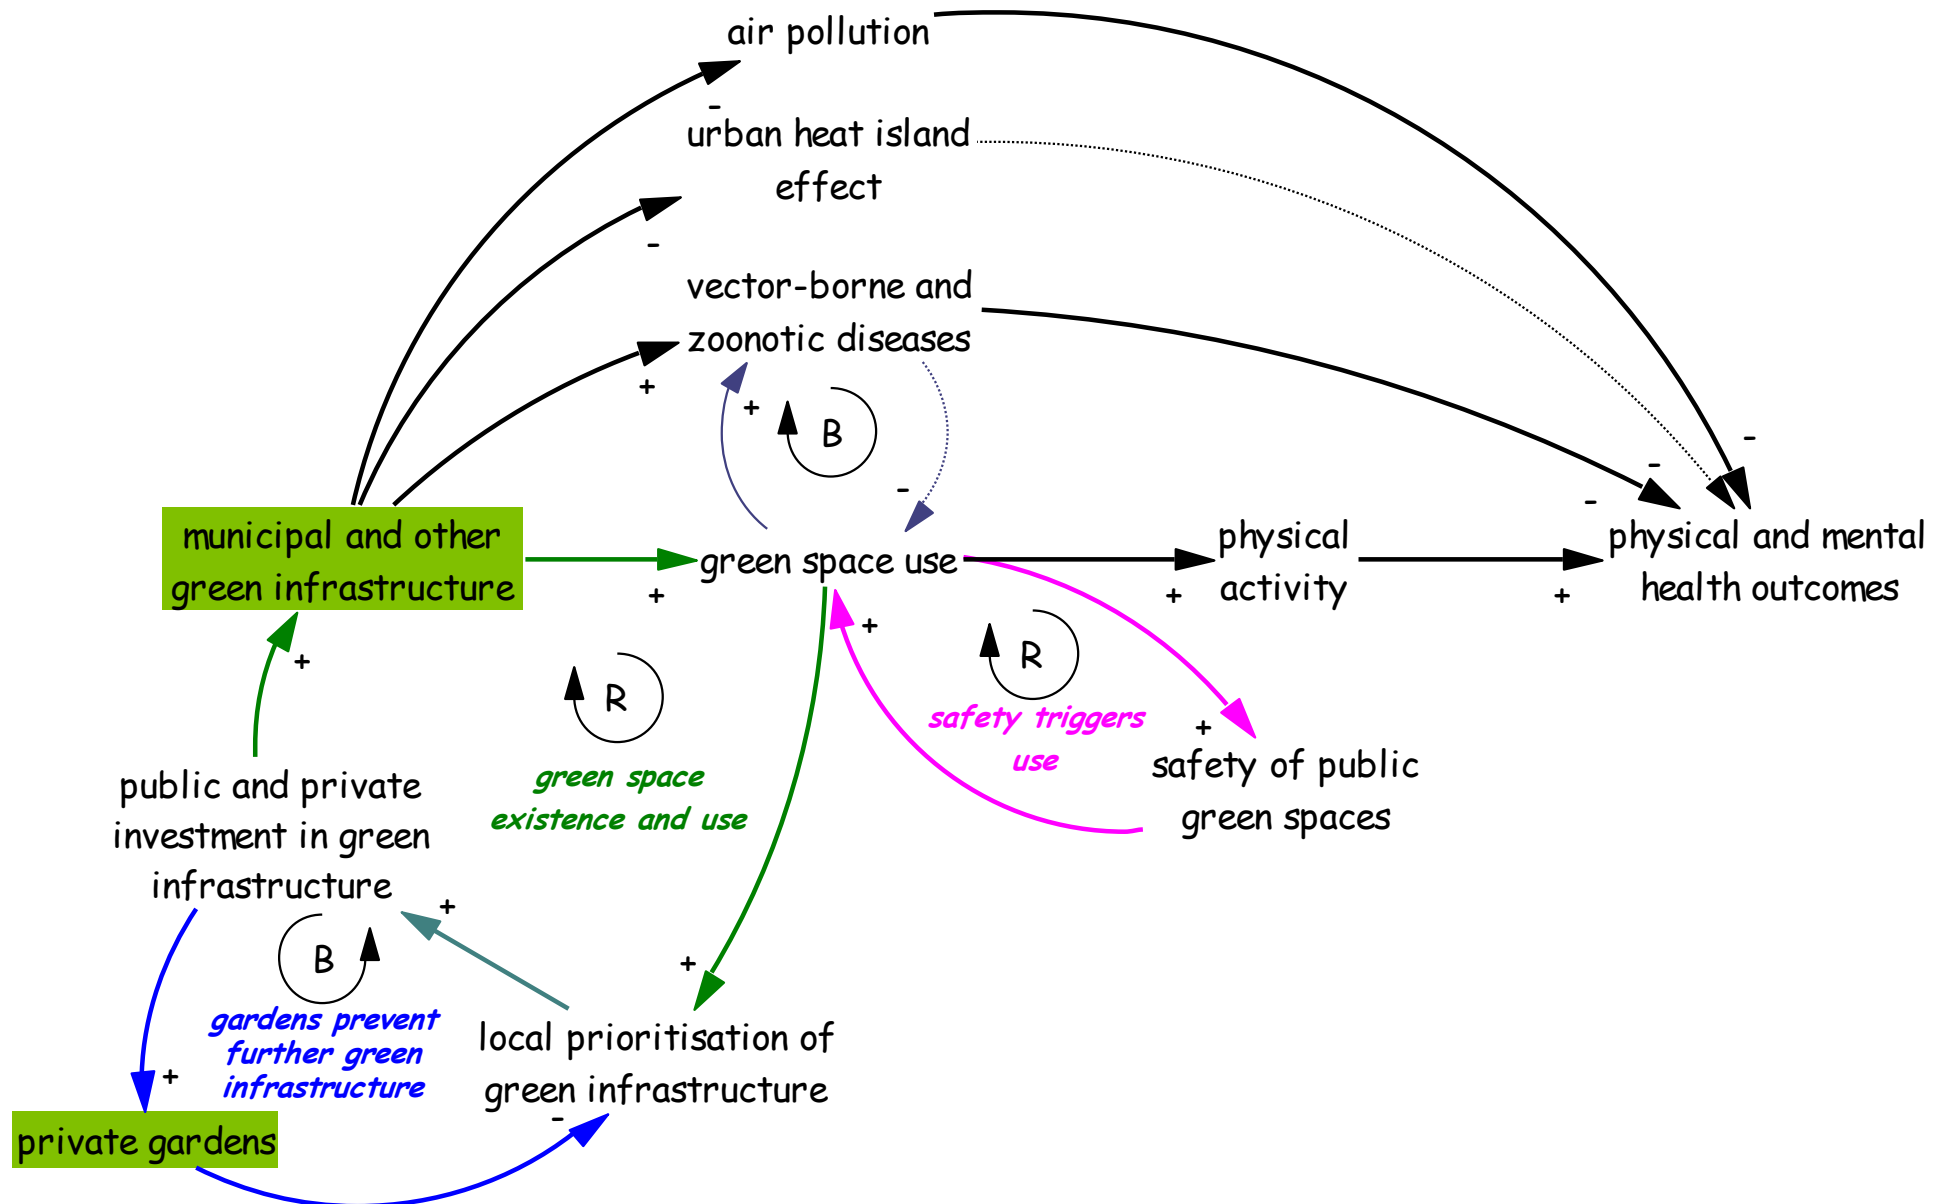 air pollution
-
urban heat island
effect
-
vector-borne and
zoonotic diseases
+
+
B
-
-
-
-
municipal and other
green infrastructure
+
green space use
+
physical
activity
+
physical and mental
health outcomes
+
+
R
safety triggers
use
+
safety of public
green spaces
R
green space
existence and use
public and private
investment in green
infrastructure
+
B
gardens prevent
further green
infrastructure
+
+
local prioritisation of
green infrastructure
-
private gardens